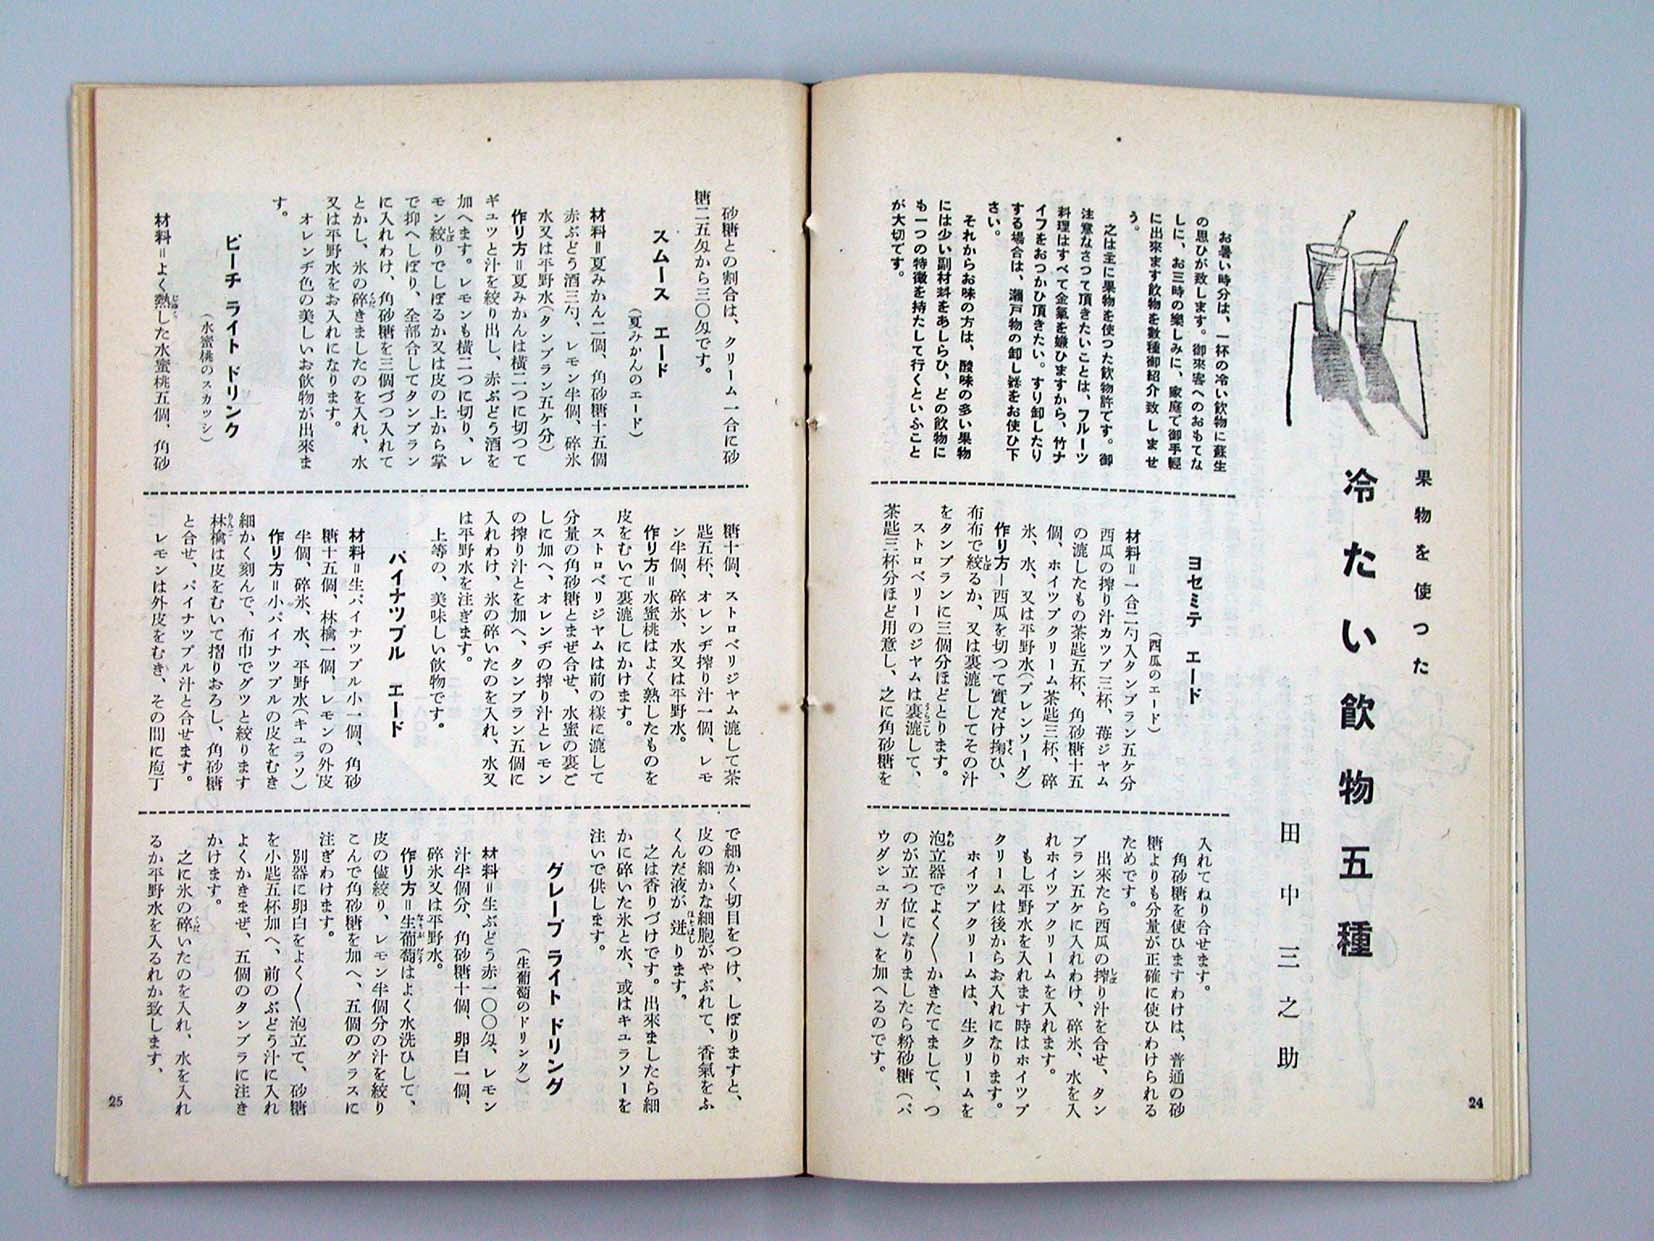 果物を使つた
冷たい飲物五種
田中三之助
お暑い時分は、一杯の冷い飲物に蘇生
の思ひが致します。御來客へのおもてな
しに、お三時の樂しみに、家庭で御手輕
に出來ます飲物を數種御紹介致しませ
う。
之は主に果物を使つた飲物許てす。御
注意なさつて頂きたいことは、フルーツ
料理はすべて金氣を嫌ひますから、竹ナ
イフをおつかひ頂きたい。すり卸したり
する場合は、瀬戸物の卸し器をお使ひ下
さい。
それからお味の方は、酸味の多い果物
には少い副材料をあしらひ、どの飲物に
も一つの特徴を持たして行くといふこと
が大切てす。
ヨセミテ エード
(西瓜のエード)
材料=一合二勺入タンブラン五ケ分
西瓜の搾り汁カツプ三杯、苺ジヤム
の漉したもの茶匙五杯、角砂糖十五
個、ホイツプクリーム茶匙三杯、碎
氷、水、又は平野水(プレンソーダ)
作り方=西瓜を切つて實だけ掬ひ、
布布で絞るか、又は裏漉ししてその汁
をタンブランに三個分ほどとります。
ストロベリーのジヤムは裏漉して、
茶匙三杯分ほど用意し、之に角砂糖を
入れてねり合せます。
角砂糖を使ひますわけは、普通の砂
糖よりも分量が正確に使ひわけられる
ためです。
出來たら西瓜の搾り汁を合せ、タン
ブラン五ケに入れわけ、碎氷、水を入
れホイツプクリームを入れます。
もし平野水を入れます時はホイツプ
クリームは後からお入れになります。
ホイツプクリームは、生クリームを
泡立器でよく〱かきたてまして、つ
のが立つ位になりましたら粉砂糖(パ
ウダシユガー)を加へるのです。
24
砂糖との割合は、クリーム一合に砂
糖二五匁から三〇匁です。
スムース エード
(夏みかんのエード)
材料=夏みかん二個、角砂糖十五個
赤ぶどう酒三勺、レモン半個、碎氷
水又は平野水(タンブラン五ケ分)
作り方=夏みかんは横二つに切つて
ギユツと汁を絞り出し、赤ぶどう酒を
加へます。レモンも横二つに切り、レ
モン絞りでしぼるか又は皮の上から掌
で抑へしぼり、全部合してタンブラン
に入れわけ、角砂糖を三個づつ入れて
とかし、氷の碎きましたのを入れ、水
又は平野水をお入れになります。
オレンヂ色の美しいお飲物が出來ま
す。
ピーチ ライト ドリンク
(水蜜桃のスカツシ)
材料=よく熟した水蜜桃五個、角砂
糖十個、ストロベリジヤム漉して茶
匙五杯、オレンヂ搾り汁一個、レモ
ン半個、碎氷、水又は平野水。
作り方=水蜜桃はよく熟したものを
皮をむいて裏漉しにかけます。
ストロベリジヤムは前の樣に漉して
分量の角砂糖とまぜ合せ、水蜜の裏ご
しに加へ、オレンヂの搾り汁とレモン
の搾り汁とを加へ、タンブラン五個に
入れわけ、氷の碎いたのを入れ、水又
は平野水を注ぎます。
上等の、美味しい飲物です。
パイナツプル エード
材料=生パイナツプル小一個、角砂
糖十五個、林檎一個、レモンの外皮
半個、碎氷、水、平野水(キユラソ)
作り方=小パイナツプルの皮をむき
細かく刻んで、布巾でグツと絞ります
林檎は皮をむいて摺りおろし、角砂糖
と合せ、パイナツプル汁と合せます。
レモンは外皮をむき、その間に庖丁
で細かく切目をつけ、しぼりますと、
皮の細かな細胞がやぶれて、香氣をふ
くんだ液が迸ります。
之は香りづけです。出來ましたら細
かに碎いた氷と水、或はキユラソーを
注いで供します。
グレープ ライト ドリング
(生葡萄のドリンク)
材料=生ぶどう赤一〇〇匁、レモン
汁半個分、角砂糖十個、卵白一個、
碎氷又は平野水。
作り方=生葡萄はよく水洗ひして、
皮の儘絞り、レモン半個分の汁を絞り
こんで角砂糖を加へ、五個のグラスに
注ぎわけます。
別器に卵白をよく〱泡立て、砂糖
を小匙五杯加へ、前のぶどう汁に入れ
よくかきまぜ、五個のタンブラに注き
かけます。
之に氷の碎いたのを入れ、水を入れ
るか平野水を入るれか致します、
25